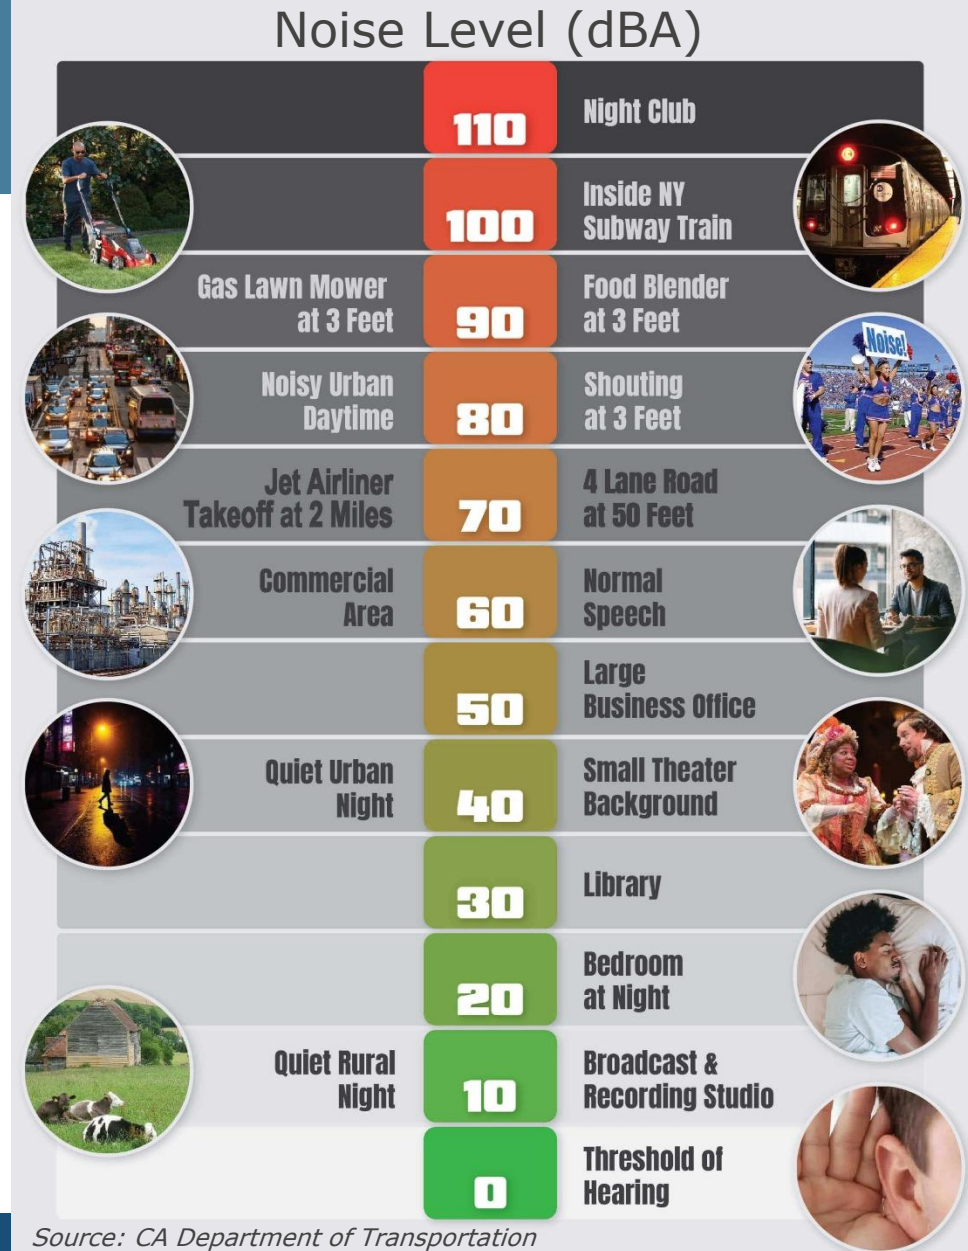 Noise Level (dBA)
110
Night Club
100
Inside NY
Subway Train
Gas Lawn Mower
at 3 Feet
90
Food Blender
at 3 Feet
Noise!
Noisy Urban
Daytime
80
Shouting
at 3 Feet
Jet Airliner
Takeoff at 2 Miles
70
4 Lane Road
at 50 Feet
Commercial
Area
60
Normal
Speech
50
Large
Business Office
Quiet Urban
Night
40
Small Theater
Background
30
Library
20
Bedroom
at Night
Quiet Rural
Night
10
Broadcast &
Recording Studio
0
Threshold of
Hearing
Source: CA Department of Transportation